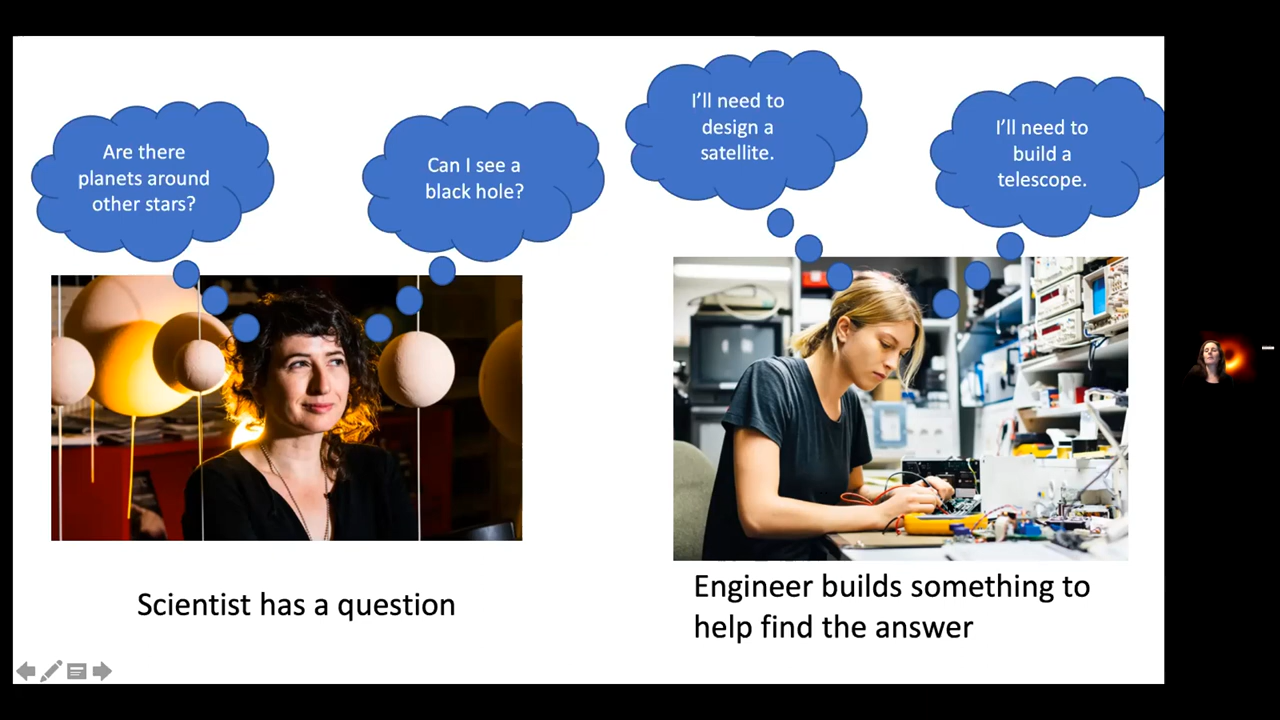 Are there
planets around
other stars?
Can I see a
black hole?
I'll need to
design a
satellite.
I'll need to
build a
telescope.
Scientist has a question
Engineer builds something to
help find the answer